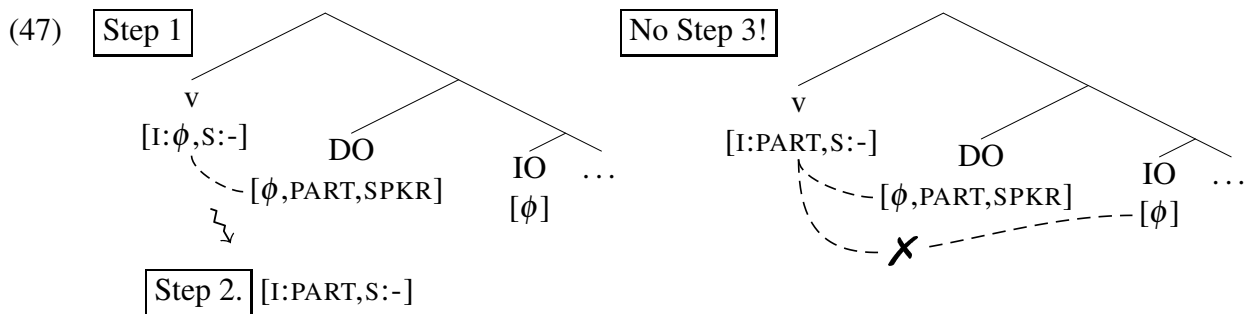 (47) Step 1 No Step 3!
v v
[I:ϕ,S:-] DO [I:PART,S:-] DO
IO … IO …
[ϕ,PART,SPKR] [ϕ,PART,SPKR]
[ϕ] [ϕ]
✗
Step 2. [I:PART,S:-]